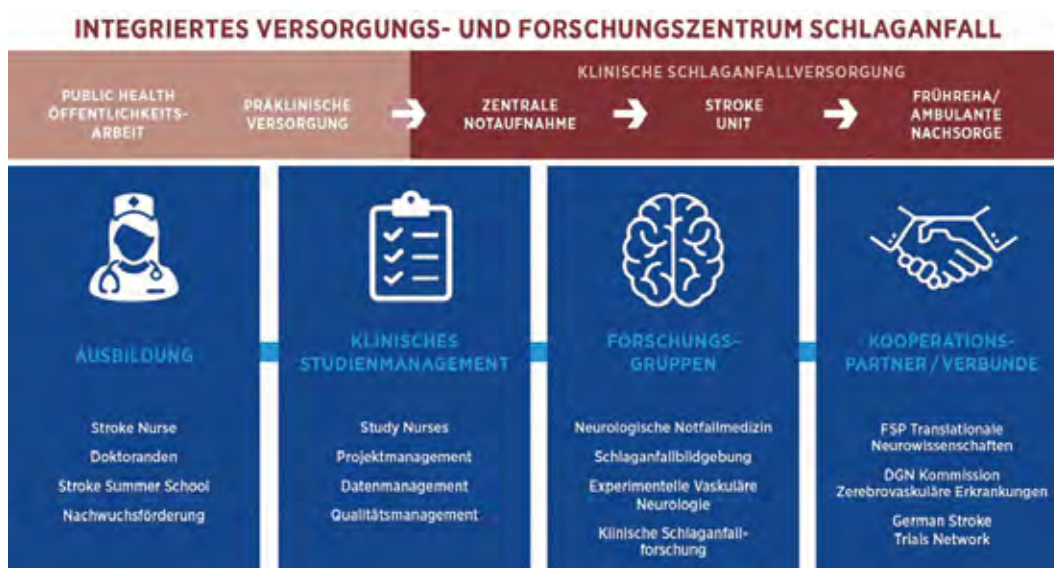 INTEGRIERTES VERSORGUNGS- UND FORSCHUNGSZENTRUM SCHLAGANFALL
KLINISCHE SCHLAGANFALLVERSORGUNG
PUBLIC HEALTH
ÖFFENTLICHKEITS-
ARBEIT
PRÄKLINISCHE
VERSORGUNG
ZENTRALE
NOTAUFNAHME
STROKE
UNIT
FRÜHREHA/
AMBULANTE
NACHSORGE
AUSBILDUNG
Stroke Nurse
Doktoranden
Stroke Summer School
Nachwuchsförderung
KLINISCHES
STUDIENMANAGEMENT
Study Nurses
Projektmanagement
Datenmanagement
Qualitätsmanagement
FORSCHUNGS-
GRUPPEN
Neurologische Notfallmedizin
Schlaganfallbildgebung
Experimentelle Vaskuläre
Neurologie
Klinische Schlaganfall-
forschung
KOOPERATIONS-
PARTNER / VERBÜNDE
FSP Translationale
Neurowissenschaften
DGN Kommission
Zerebrovaskuläre Erkrankungen
German Stroke
Trials Network